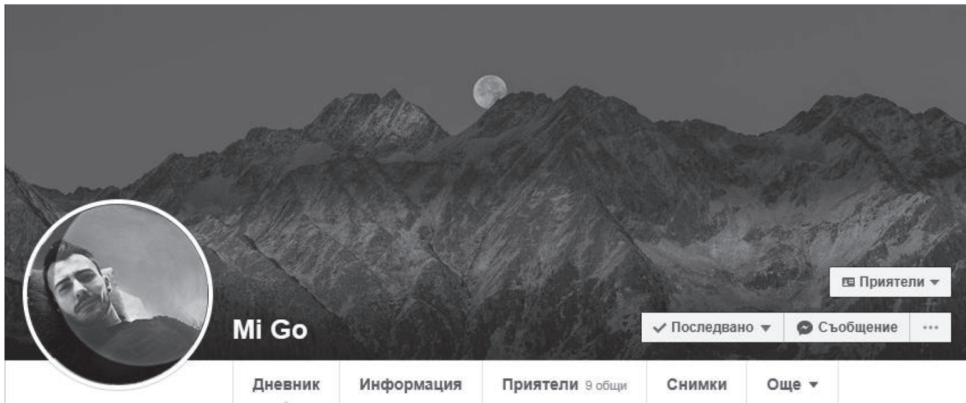 Приятели
Mi Go
Последвано Съобщение ...
Дневник Информация Приятели 9 общи Снимки Още